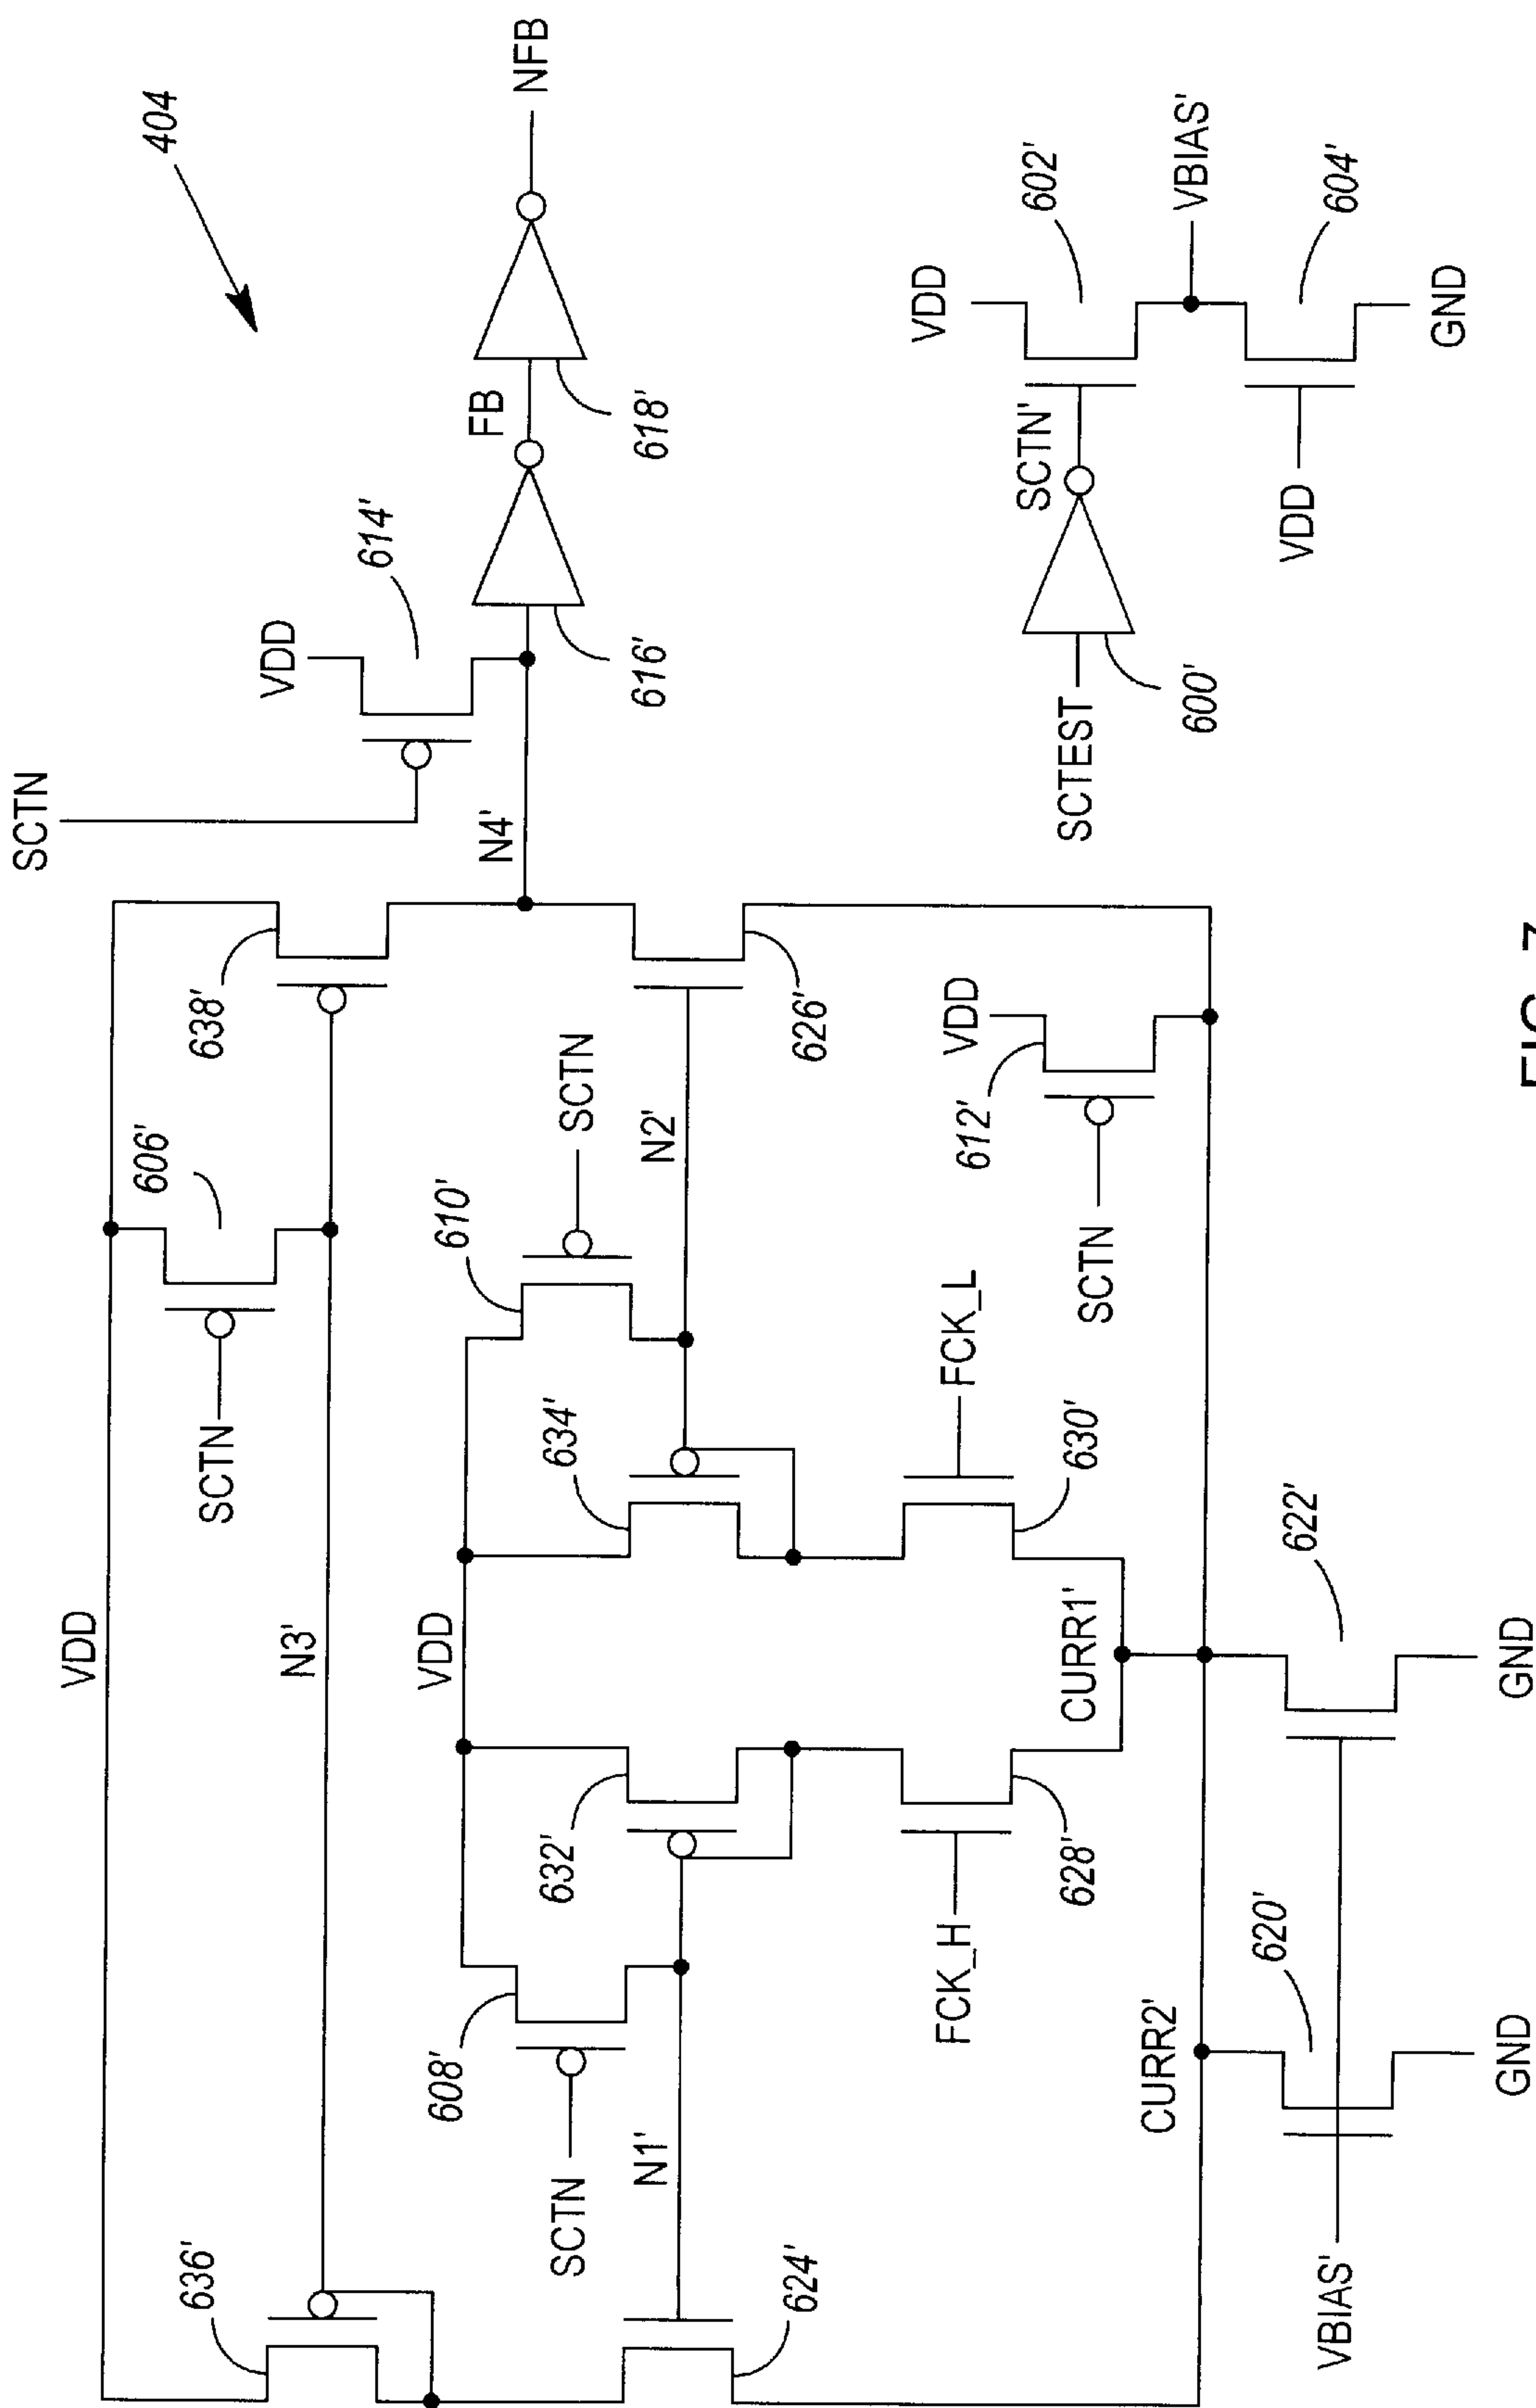 404
SCTN
VDD
614'
N4'
616'
FB
618'
NFB
VDD
606'
SCTN
638'
N3'
636'
VDD
608'
SCTN
N1'
632'
634'
610'
SCTN
N2'
626'
624'
FCK_H
628'
FCK_L
630'
CURR1'
VDD
612'
SCTN
CURR2'
620'
622'
VBIAS'
GND
GND
SCTEST
600'
SCTN'
VDD
602'
VBIAS'
VDD
604'
GND